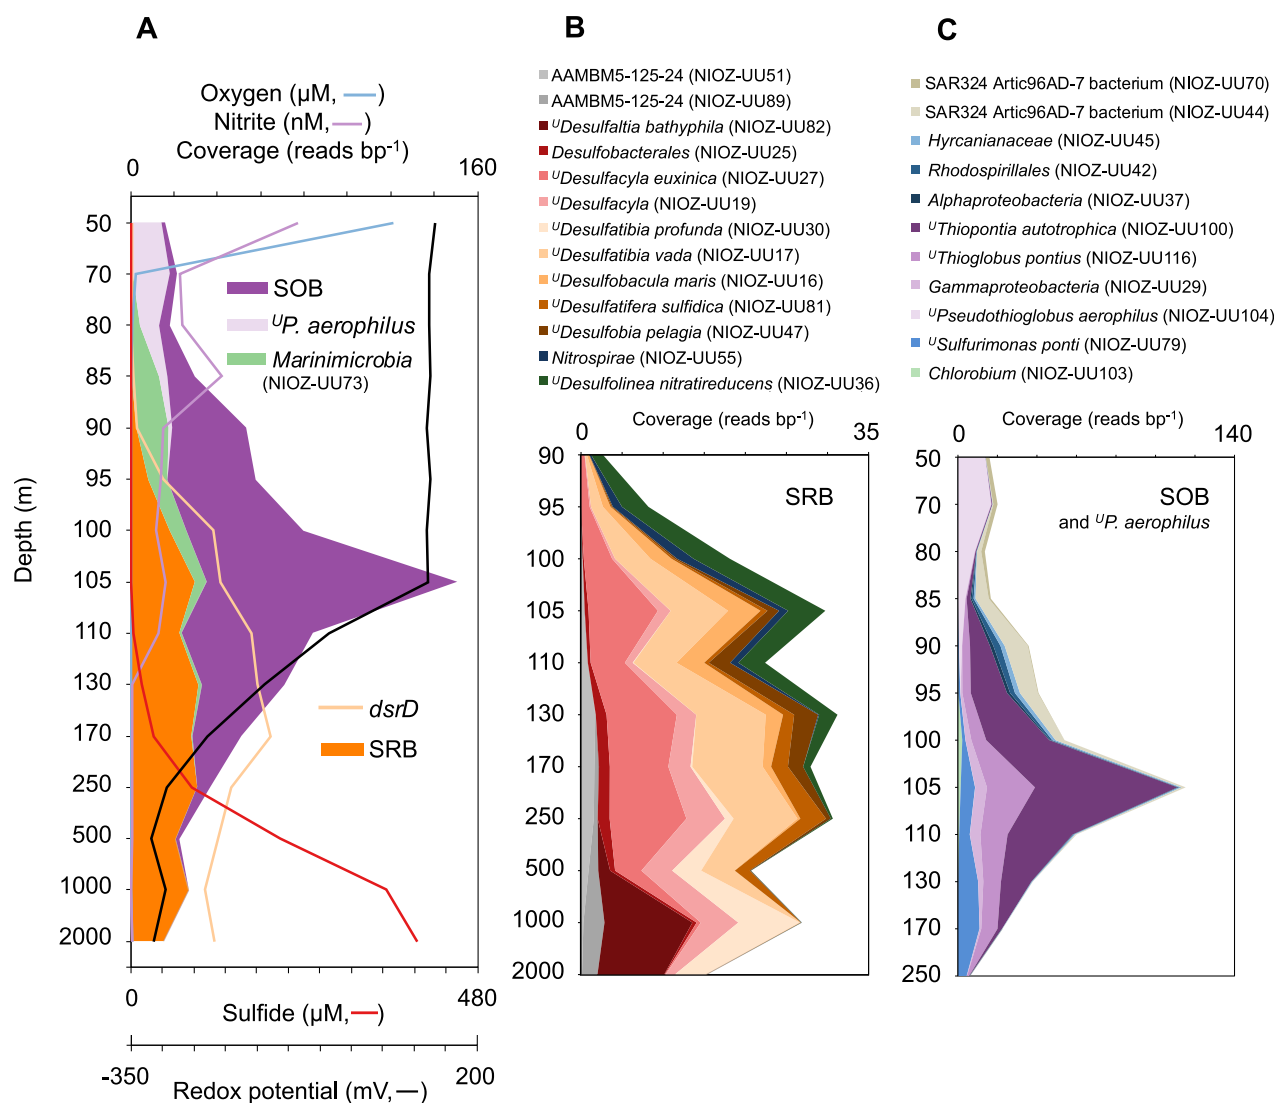 A
Oxygen (µM, )
Nitrite (nM, )
Coverage (reads bp-1)
0 160
50
70
80
85
90
95
100
105
110
130
170
250
500
1000
2000
Depth (m)
SOB
UP. aerophilus
Marinimicrobia
(NIOZ-UU73)
dsrD
SRB
0 480
Sulfide (µM, )
-350 200
Redox potential (mV, )
B
AAMBM5-125-24 (NIOZ-UU51)
AAMBM5-125-24 (NIOZ-UU89)
UDesulfaltia bathyphila (NIOZ-UU82)
Desulfobacterales (NIOZ-UU25)
UDesulfacyla euxinica (NIOZ-UU27)
UDesulfacyla (NIOZ-UU19)
UDesulfatibia profunda (NIOZ-UU30)
UDesulfatibia vada (NIOZ-UU17)
UDesulfobacula maris (NIOZ-UU16)
UDesulfatifera sulfidica (NIOZ-UU81)
UDesulfobia pelagia (NIOZ-UU47)
Nitrospirae (NIOZ-UU55)
UDesulfolinea nitratireducens (NIOZ-UU36)
Coverage (reads bp-1)
0 35
90
95
100
105
110
130
170
250
500
1000
2000
SRB
C
SAR324 Artic96AD-7 bacterium (NIOZ-UU70)
SAR324 Artic96AD-7 bacterium (NIOZ-UU44)
Hyrcanianaceae (NIOZ-UU45)
Rhodospirillales (NIOZ-UU42)
Alphaproteobacteria (NIOZ-UU37)
UThiopontia autotrophica (NIOZ-UU100)
UThioglobus pontius (NIOZ-UU116)
Gammaproteobacteria (NIOZ-UU29)
UPseudothioglobus aerophilus (NIOZ-UU104)
USulfurimonas ponti (NIOZ-UU79)
Chlorobium (NIOZ-UU103)
Coverage (reads bp-1)
0 140
50
70
80
85
90
95
100
105
110
130
170
250
SOB
and UP. aerophilus